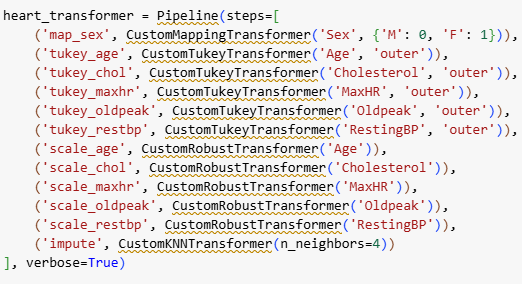 heart_transformer = Pipeline(steps=[
    ('map_sex', CustomMappingTransformer('Sex', {'M': 0, 'F': 1})),
    ('tukey_age', CustomTukeyTransformer('Age', 'outer')),
    ('tukey_chol', CustomTukeyTransformer('Cholesterol', 'outer')),
    ('tukey_maxhr', CustomTukeyTransformer('MaxHR', 'outer')),
    ('tukey_oldpeak', CustomTukeyTransformer('Oldpeak', 'outer')),
    ('tukey_restbp', CustomTukeyTransformer('RestingBP', 'outer')),
    ('scale_age', CustomRobustTransformer('Age')),
    ('scale_chol', CustomRobustTransformer('Cholesterol')),
    ('scale_maxhr', CustomRobustTransformer('MaxHR')),
    ('scale_oldpeak', CustomRobustTransformer('Oldpeak')),
    ('scale_restbp', CustomRobustTransformer('RestingBP')),
    ('impute', CustomKNNTransformer(n_neighbors=4))
], verbose=True)